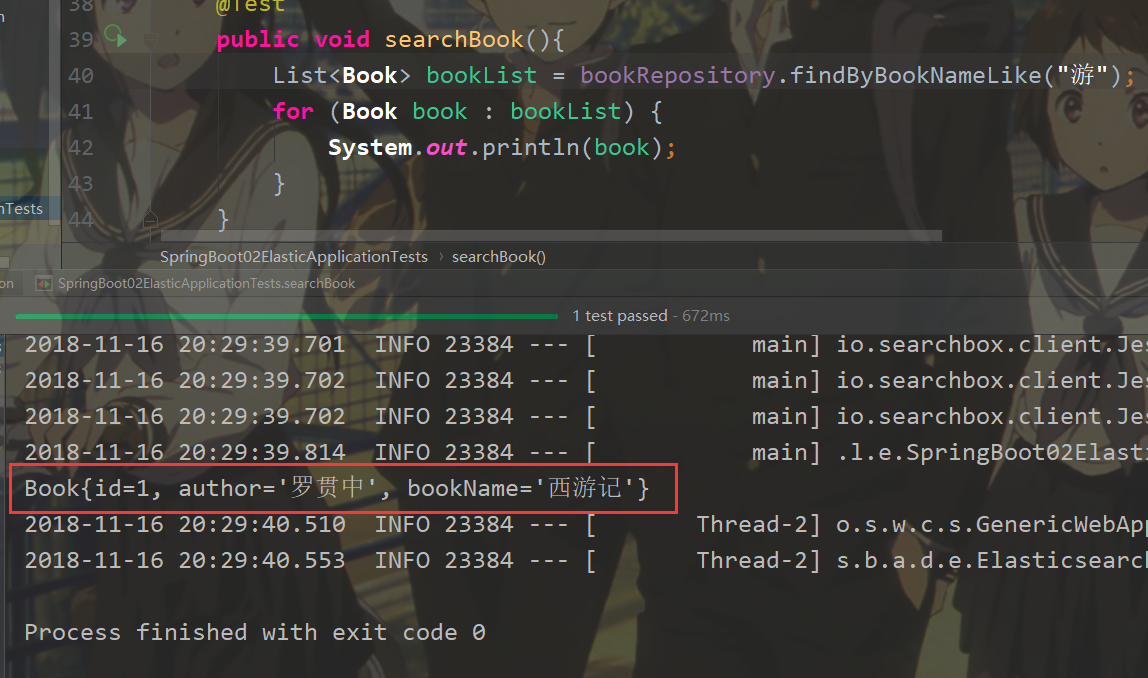 38 @Test
39 public void searchBook(){
40 List<Book> bookList = bookRepository.findByBookNameLike("游");
41 for (Book book : bookList) {
42 System.out.println(book);
43 }
nTests
44 }
SpringBoot02ElasticApplicationTests › searchBook()
on SpringBoot02ElasticApplicationTests.searchBook
1 test passed - 672ms
2018-11-16 20:29:39.701 INFO 23384 --- [ main] io.searchbox.client.Jes
2018-11-16 20:29:39.702 INFO 23384 --- [ main] io.searchbox.client.Jes
2018-11-16 20:29:39.702 INFO 23384 --- [ main] io.searchbox.client.Jes
2018-11-16 20:29:39.814 INFO 23384 --- [ main] .l.e.SpringBoot02Elasti
Book{id=1, author='罗贯中', bookName='西游记'}
2018-11-16 20:29:40.510 INFO 23384 --- [ Thread-2] o.s.w.c.s.GenericWebApp
2018-11-16 20:29:40.553 INFO 23384 --- [ Thread-2] s.b.a.d.e.Elasticsearch
Process finished with exit code 0